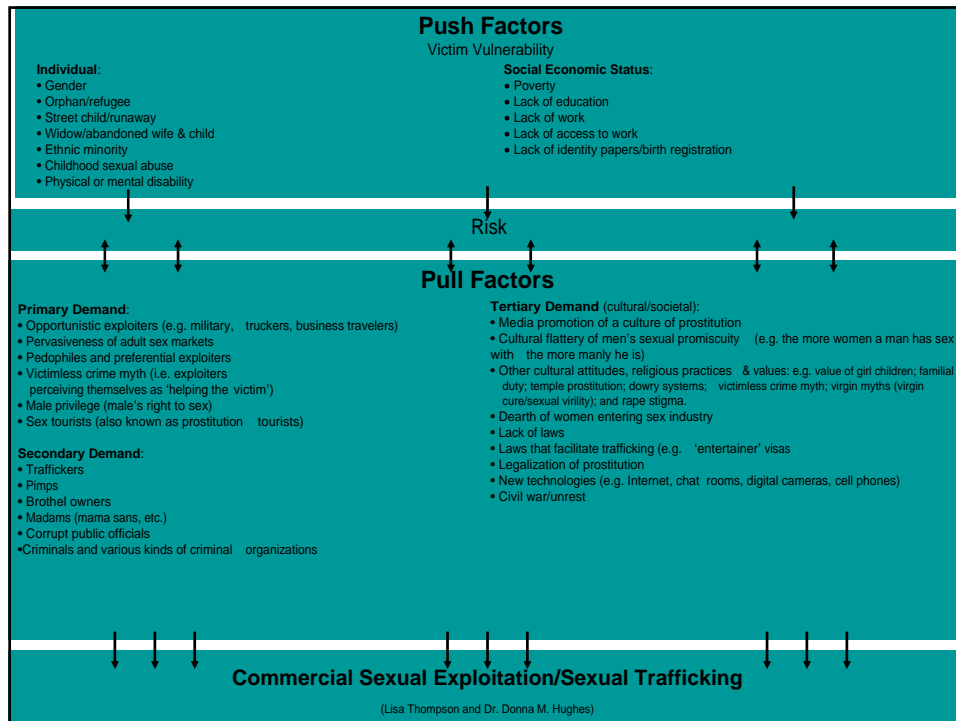 Push Factors
Victim Vulnerability
Individual:
• Gender
• Orphan/refugee
• Street child/runaway
• Widow/abandoned wife & child
• Ethnic minority
• Childhood sexual abuse
• Physical or mental disability
Social Economic Status:
• Poverty
• Lack of education
• Lack of work
• Lack of access to work
• Lack of identity papers/birth registration
Risk
Pull Factors
Primary Demand:
• Opportunistic exploiters (e.g. military, truckers, business travelers)
• Pervasiveness of adult sex markets
• Pedophiles and preferential exploiters
• Victimless crime myth (i.e. exploiters
perceiving themselves as ‘helping the victim’)
• Male privilege (male’s right to sex)
• Sex tourists (also known as prostitution tourists)
Secondary Demand:
• Traffickers
• Pimps
• Brothel owners
• Madams (mama sans, etc.)
• Corrupt public officials
•Criminals and various kinds of criminal organizations
Tertiary Demand (cultural/societal):
• Media promotion of a culture of prostitution
• Cultural flattery of men’s sexual promiscuity (e.g. the more women a man has sex
with the more manly he is)
• Other cultural attitudes, religious practices & values: e.g. value of girl children; familial
duty; temple prostitution; dowry systems; victimless crime myth; virgin myths (virgin
cure/sexual virility); and rape stigma.
• Dearth of women entering sex industry
• Lack of laws
• Laws that facilitate trafficking (e.g. ‘entertainer’ visas
• Legalization of prostitution
• New technologies (e.g. Internet, chat rooms, digital cameras, cell phones)
• Civil war/unrest
Commercial Sexual Exploitation/Sexual Trafficking
(Lisa Thompson and Dr. Donna M. Hughes)